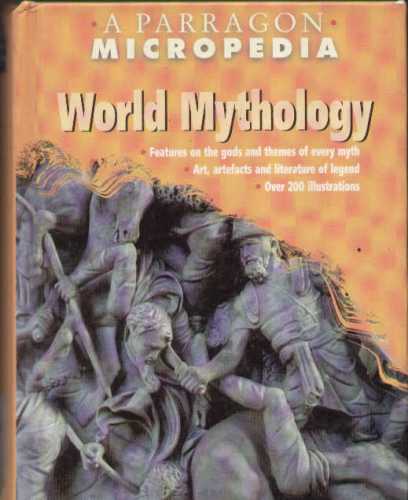 • A PARRAGON •
MICROPEDIA
World Mythology
• Features on the gods and themes of every myth
• Art, artefacts and literature of legend
• Over 200 illustrations